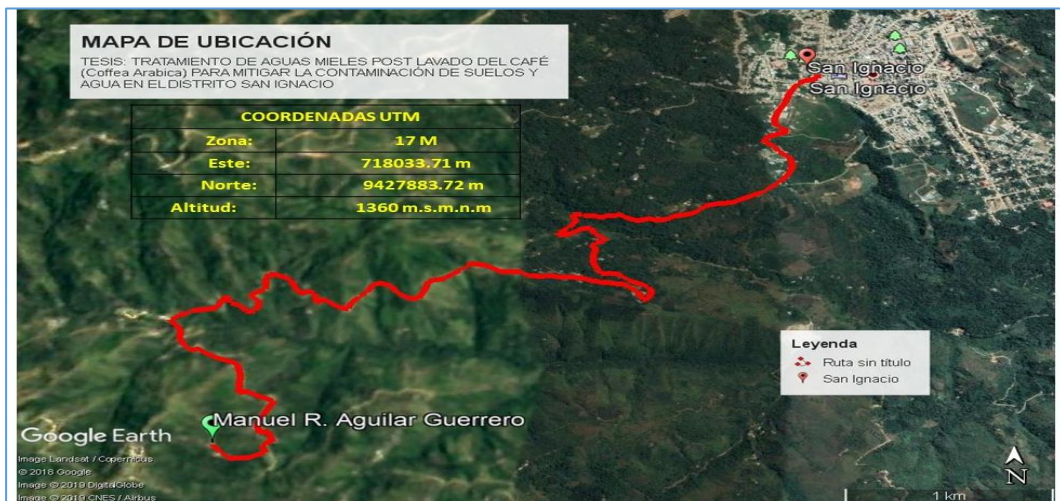 MAPA DE UBICACIÓN
TESIS: TRATAMIENTO DE AGUAS MIELES POST LAVADO DEL CAFÉ
(Coffea Arabica) PARA MITIGAR LA CONTAMINACIÓN DE SUELOS Y
AGUA EN EL DISTRITO SAN IGNACIO
COORDENADAS UTM
Zona: 17 M
Este: 718033.71 m
Norte: 9427883.72 m
Altitud: 1360 m.s.m.n.m
San Ignacio
San Ignacio
Leyenda
Ruta sin título
San Ignacio
Manuel R. Aguilar Guerrero
Google Earth
Image Landsat / Copernicus
© 2018 Google
Image © 2019 DigitalGlobe
Image © 2019 CNES / Airbus
N
1 km